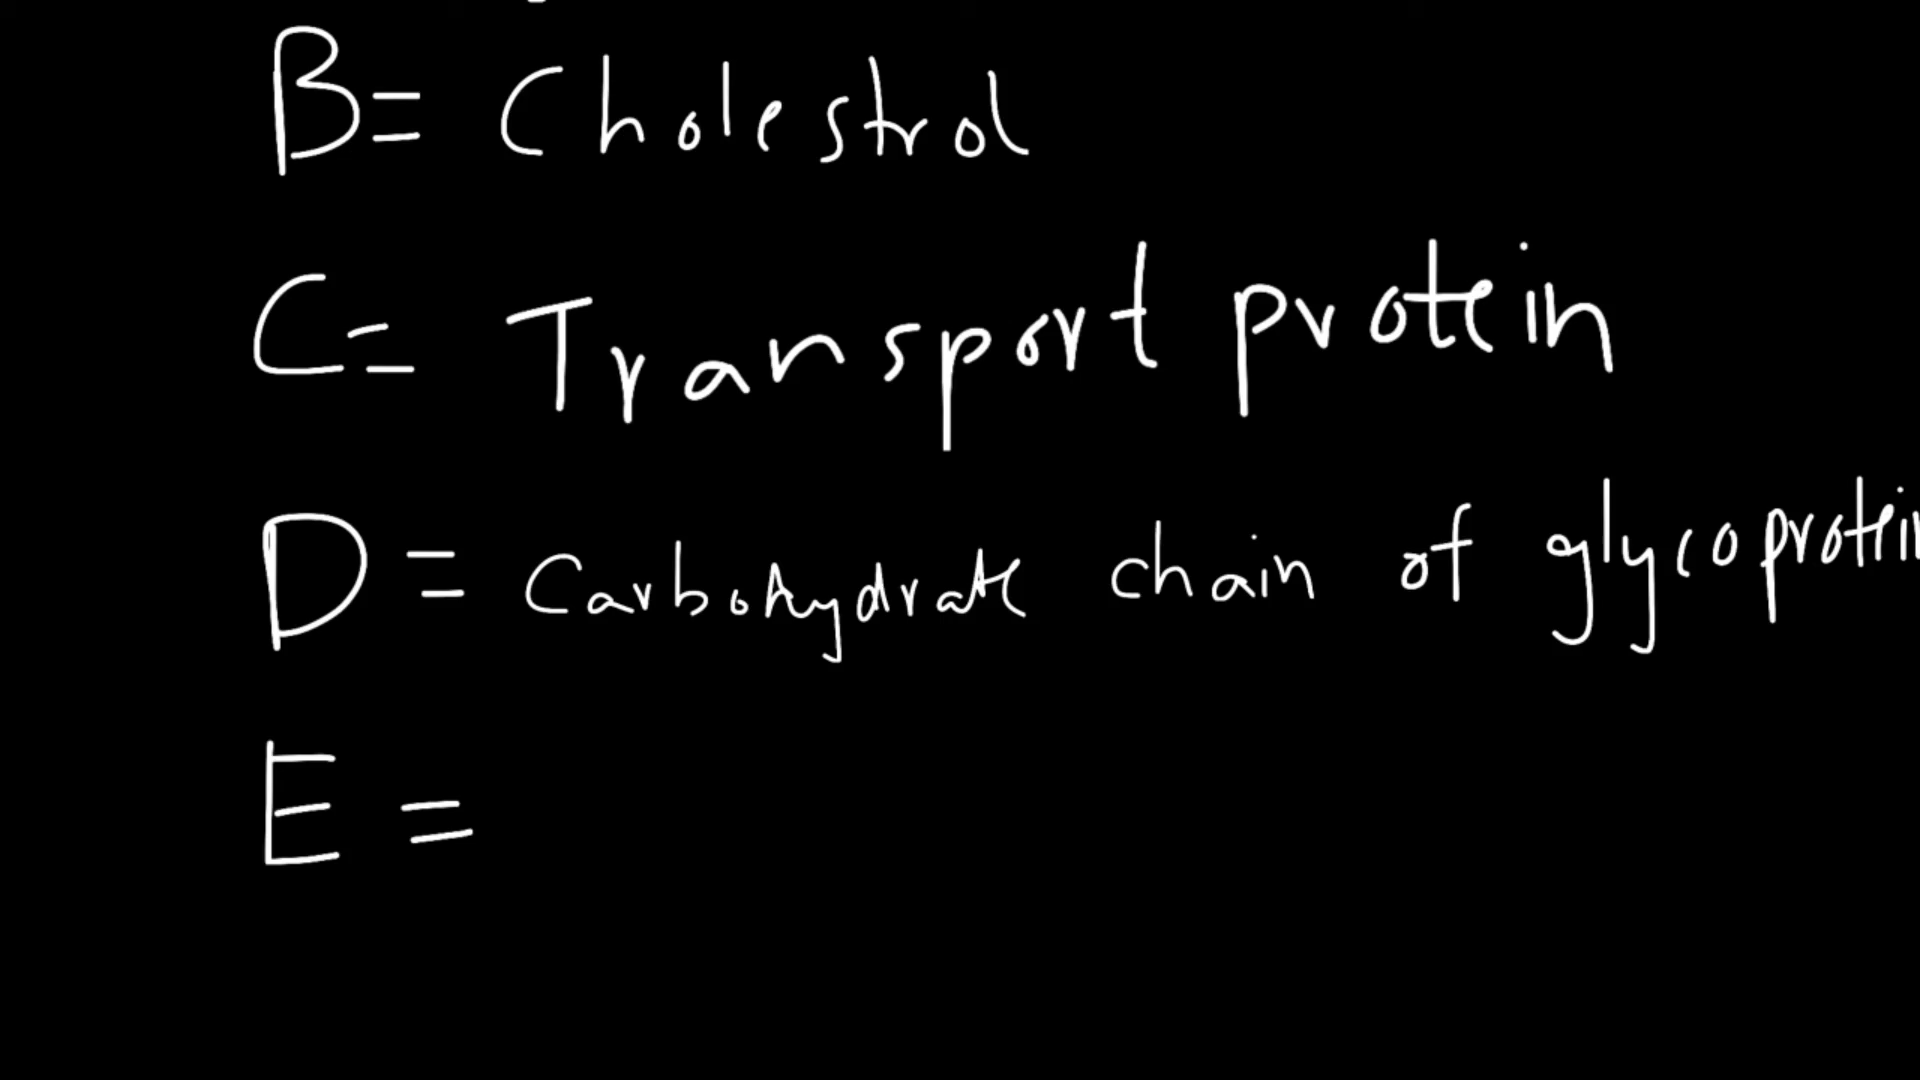 B= Cholestrol
C= Transport protein
D= Carbohydrate chain of glycoprotein
E=